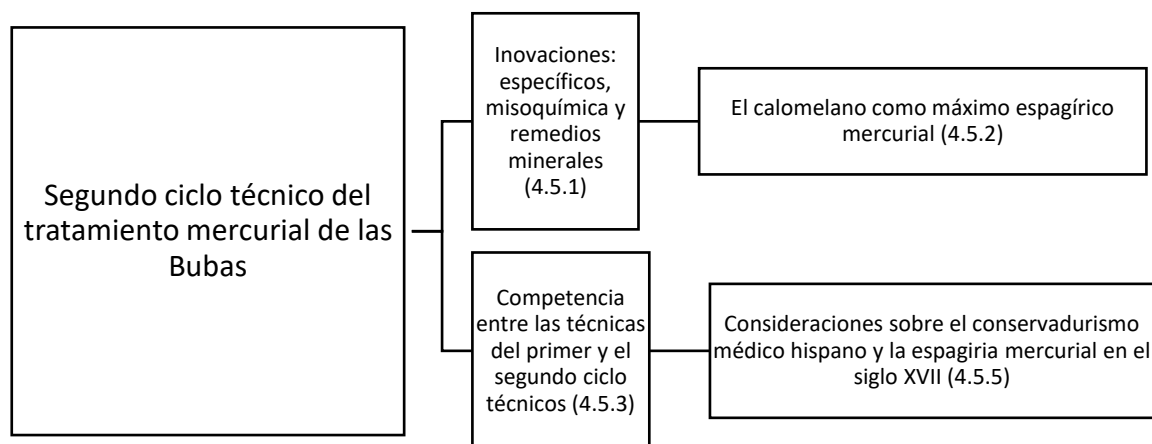 Segundo ciclo técnico del
tratamiento mercurial de las
Bubas
Inovaciones:
específicos,
misoquímica y
remedios
minerales
(4.5.1)
El calomelano como máximo espagírico
mercurial (4.5.2)
Competencia
entre las técnicas
del primer y el
segundo ciclo
técnicos (4.5.3)
Consideraciones sobre el conservadurismo
médico hispano y la espagiria mercurial en el
siglo XVII (4.5.5)